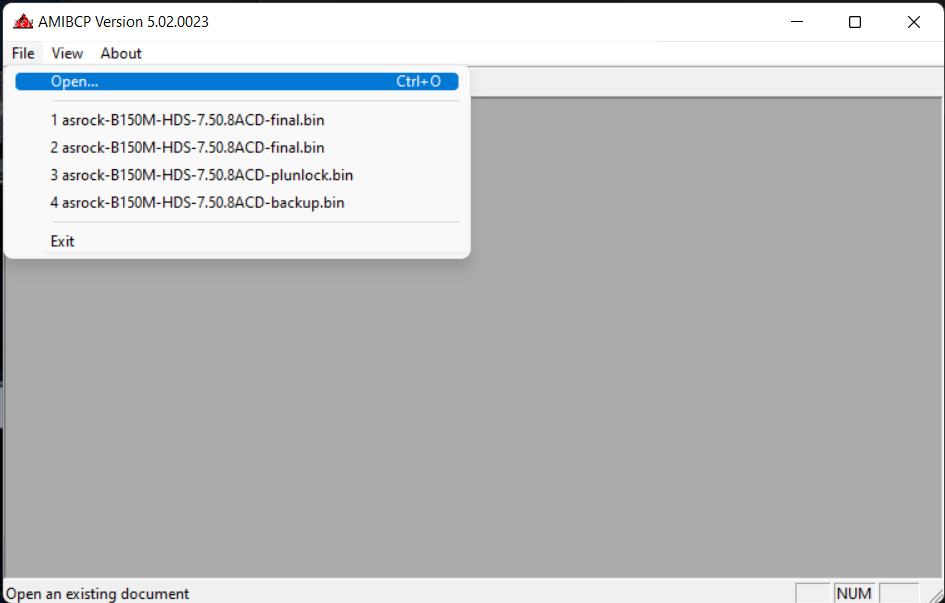 AMIBCP Version 5.02.0023
File View About
Open... Ctrl+O
1 asrock-B150M-HDS-7.50.8ACD-final.bin
2 asrock-B150M-HDS-7.50.8ACD-final.bin
3 asrock-B150M-HDS-7.50.8ACD-plunlock.bin
4 asrock-B150M-HDS-7.50.8ACD-backup.bin
Exit
Open an existing document NUM